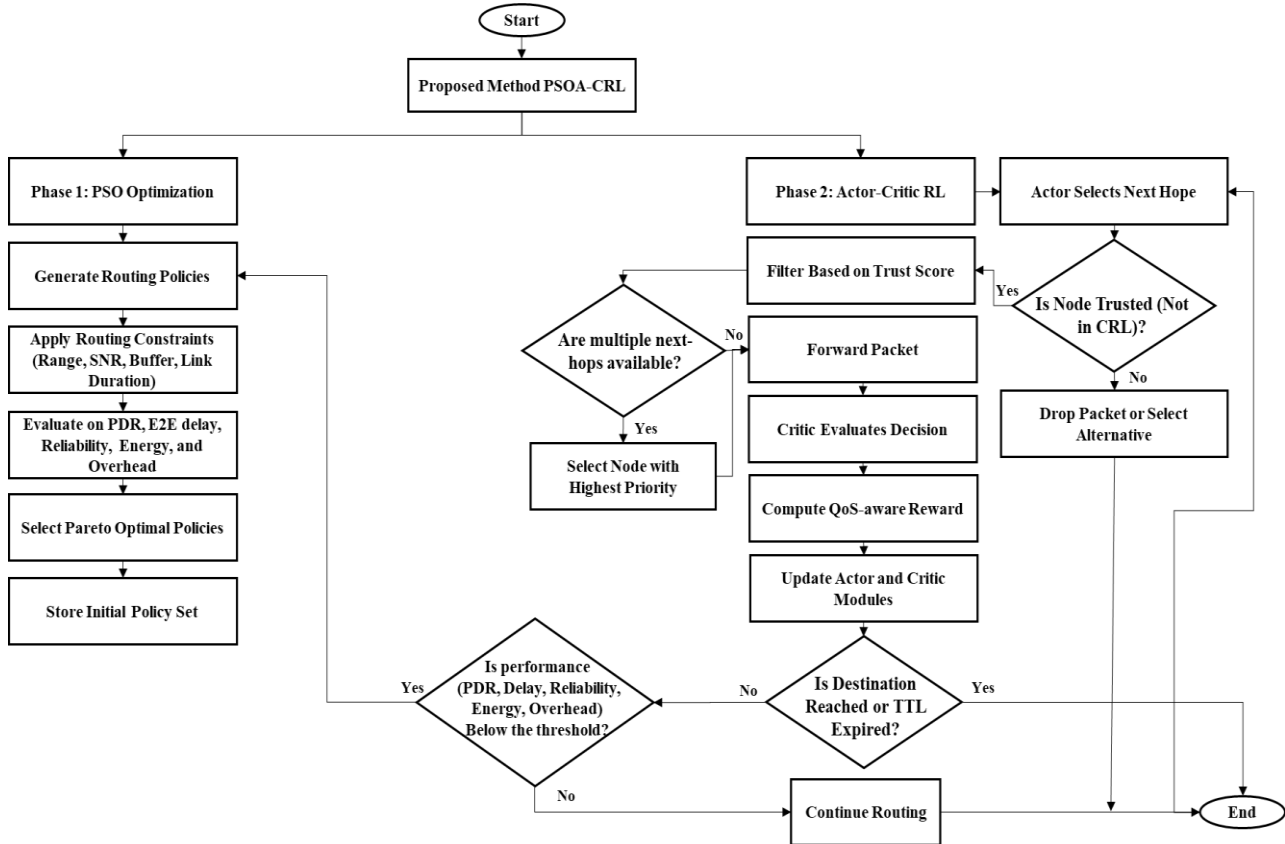 Start
Proposed Method PSOA-CRL
Phase 1: PSO Optimization
Generate Routing Policies
Apply Routing Constraints
(Range, SNR, Buffer, Link
Duration)
Evaluate on PDR, E2E delay,
Reliability, Energy, and
Overhead
Select Pareto Optimal Policies
Store Initial Policy Set
Phase 2: Actor-Critic RL
Actor Selects Next Hope
Is Node Trusted (Not
in CRL)?
Yes
No
Filter Based on Trust Score
Drop Packet or Select
Alternative
Are multiple next-
hops available?
No
Yes
Select Node with
Highest Priority
Forward Packet
Critic Evaluates Decision
Compute QoS-aware Reward
Update Actor and Critic
Modules
Is Destination
Reached or TTL
Expired?
No
Yes
Is performance
(PDR, Delay, Reliability,
Energy, Overhead)
Below the threshold?
Yes
No
Continue Routing
End